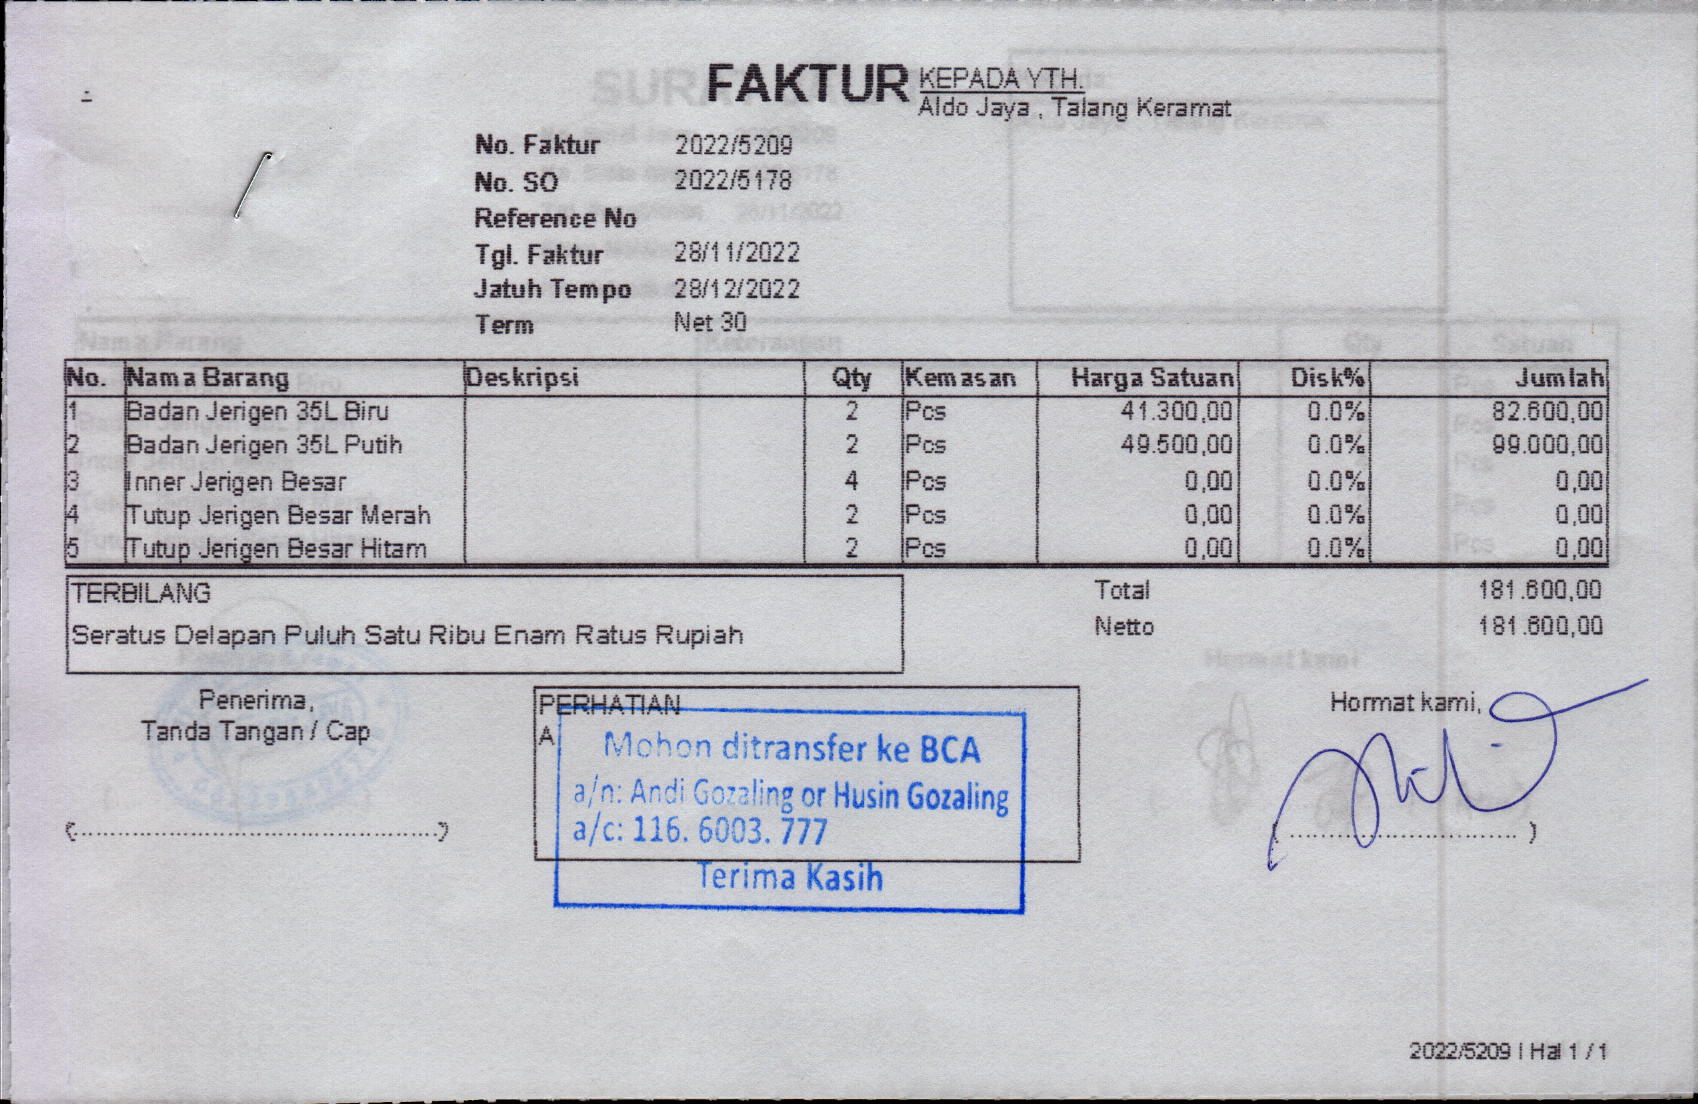 FAKTUR
KEPADA YTH.
Aldo Jaya , Talang Keramat
No. Faktur 2022/5209
No. SO 2022/5178
Reference No
Tgl. Faktur 28/11/2022
Jatuh Tempo 28/12/2022
Term Net 30
No. Nama Barang Deskripsi Qty Kemasan Harga Satuan Disk% Jumlah
1 Badan Jerigen 35L Biru 2 Pcs 41.300,00 0.0% 82.600,00
2 Badan Jerigen 35L Putih 2 Pcs 49.500,00 0.0% 99.000,00
3 Inner Jerigen Besar 4 Pcs 0,00 0.0% 0,00
4 Tutup Jerigen Besar Merah 2 Pcs 0,00 0.0% 0,00
5 Tutup Jerigen Besar Hitam 2 Pcs 0,00 0.0% 0,00
TERBILANG
Seratus Delapan Puluh Satu Ribu Enam Ratus Rupiah
Total 181.600,00
Netto 181.600,00
Penerima,
Tanda Tangan / Cap
PERHATIAN
A
Mohon ditransfer ke BCA
a/n: Andi Gozaling or Husin Gozaling
a/c: 116. 6003. 777
Terima Kasih
Hormat kami,
2022/5209 | Hal 1 / 1